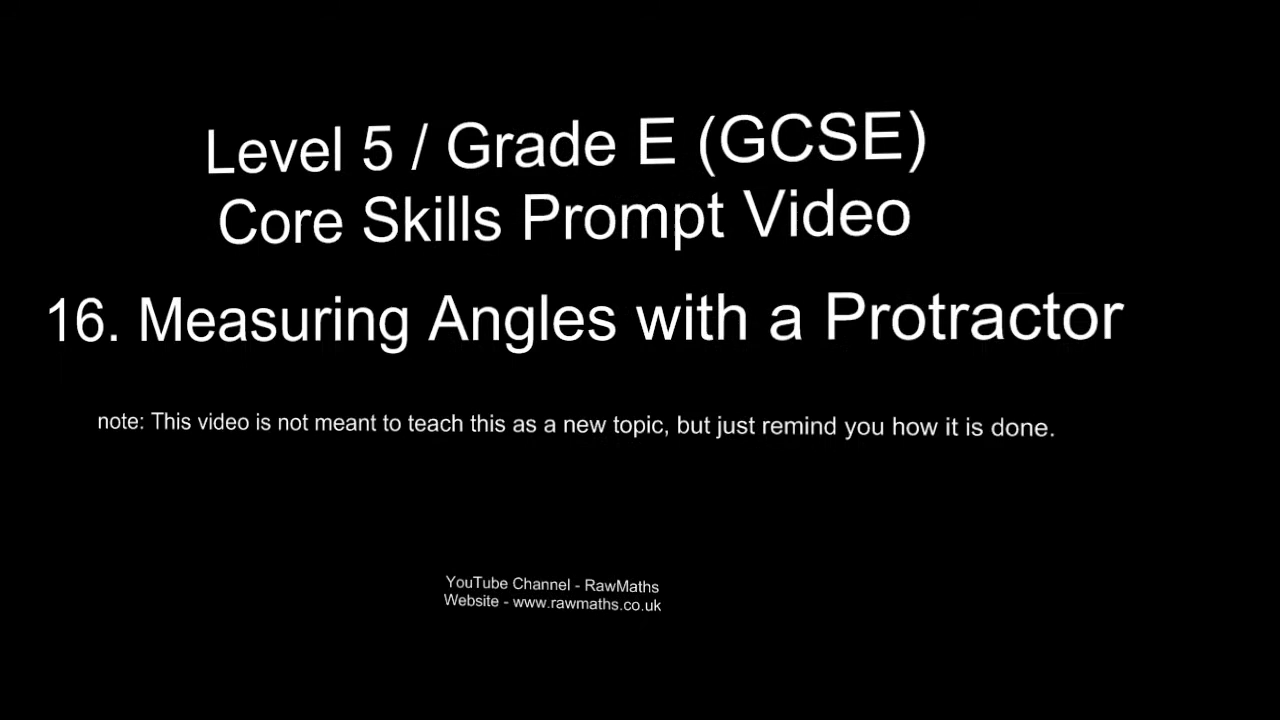 Level 5 / Grade E (GCSE)
Core Skills Prompt Video
16. Measuring Angles with a Protractor
note: This video is not meant to teach this as a new topic, but just remind you how it is done.
YouTube Channel - RawMaths
Website - www.rawmaths.co.uk